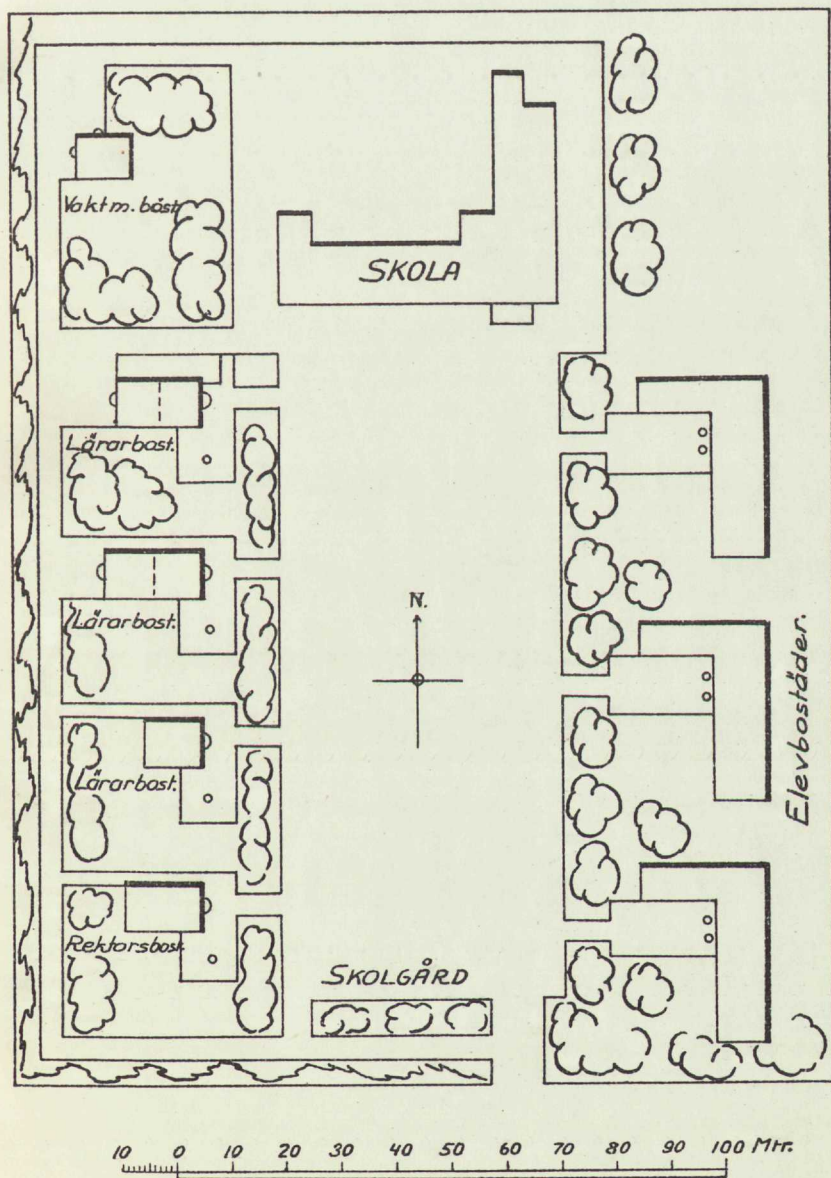 Vaktm. bost.
SKOLA
Lärarbost.
Lärarbost.
N.
Elevbostäder.
Lärarbost.
Rektorsbost.
SKOLGÅRD
10 0 10 20 30 40 50 60 70 80 90 100 Mtr.